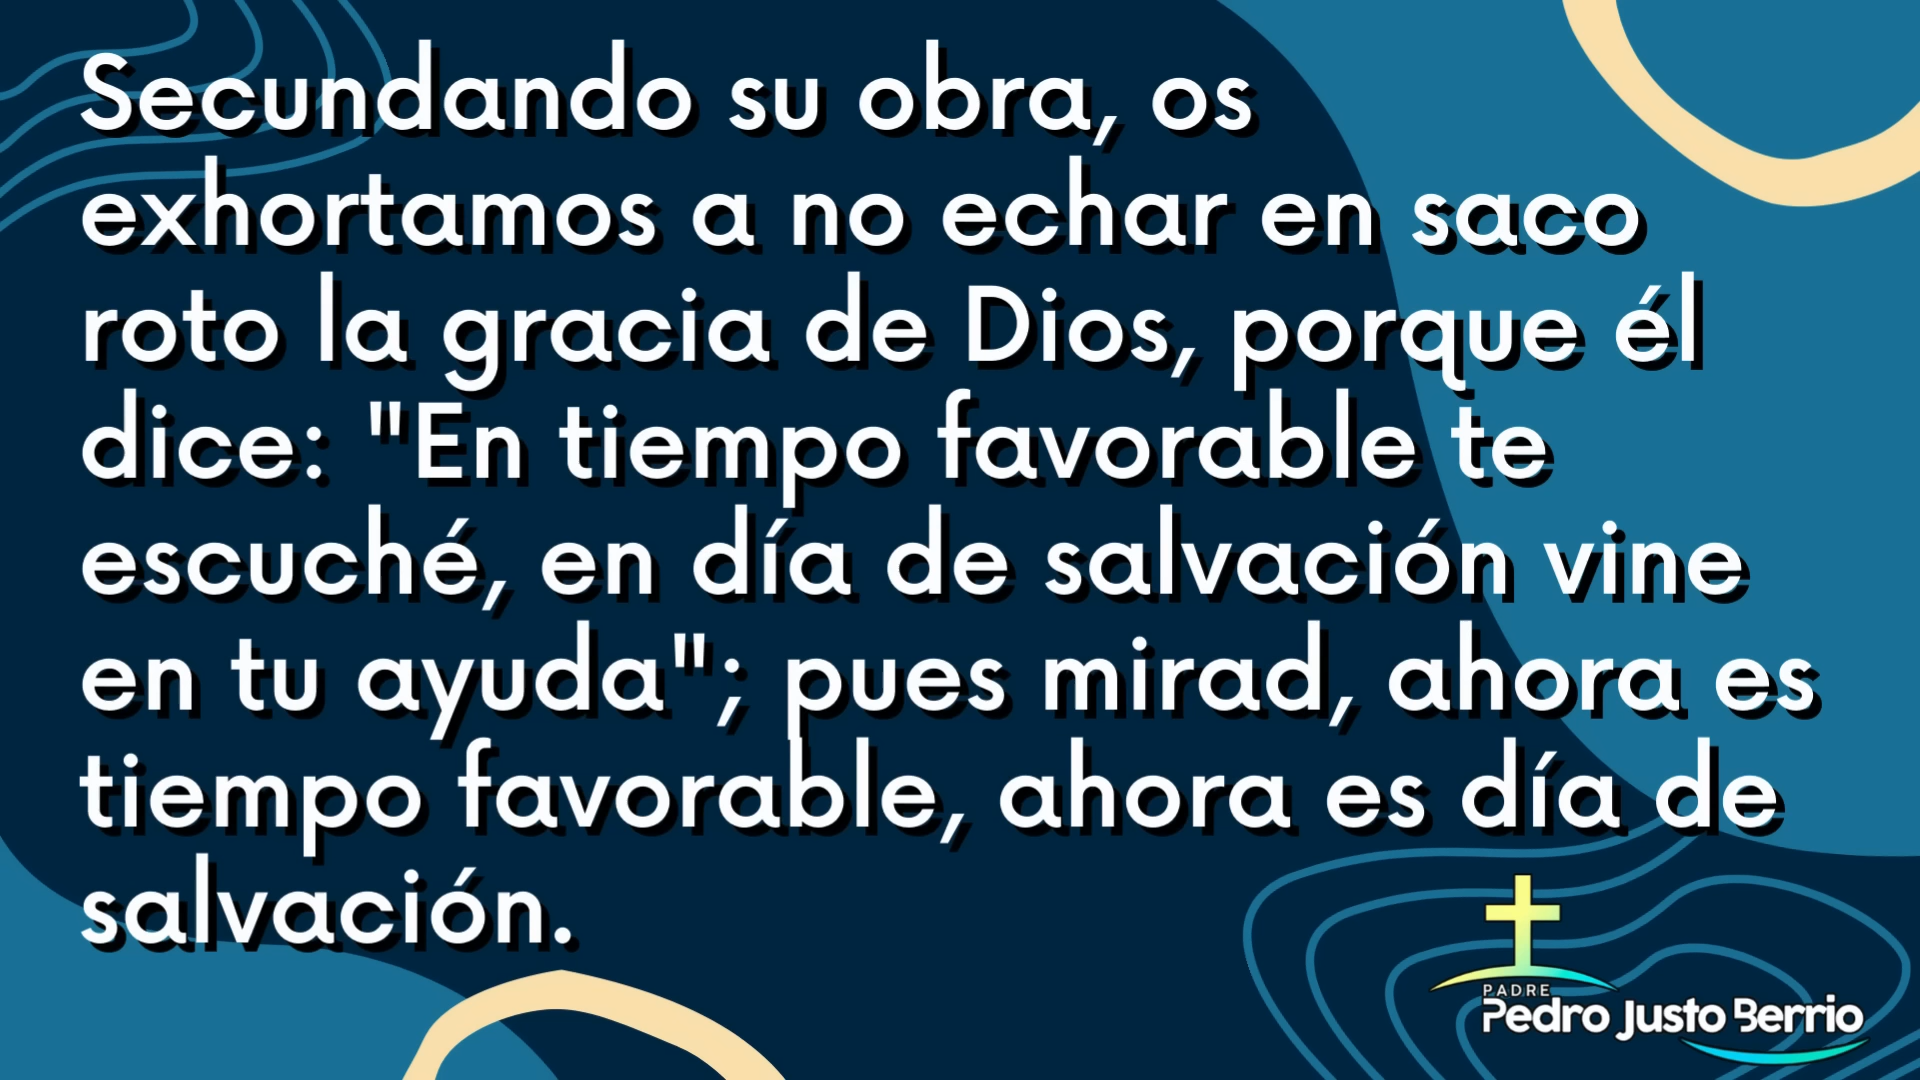 Secundando su obra, os
exhortamos a no echar en saco
roto la gracia de Dios, porque él
dice: "En tiempo favorable te
escuché, en día de salvación vine
en tu ayuda"; pues mirad, ahora es
tiempo favorable, ahora es día de
salvación.
PADRE
Pedro Justo Berrio